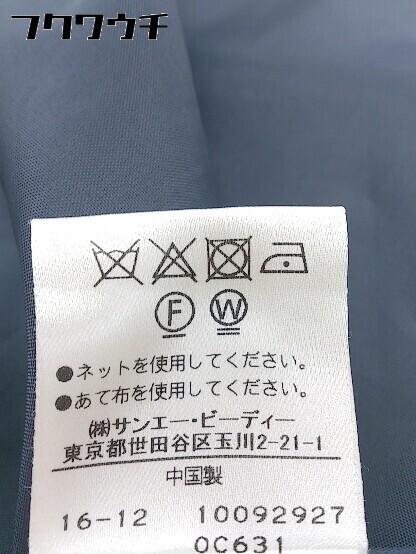 フクワウチ
F W
●ネットを使用してください。
●あて布を使用してください。
㈱サンエー・ビーディー
東京都世田谷区玉川2-21-1
中国製
16-12 10092927
0C631